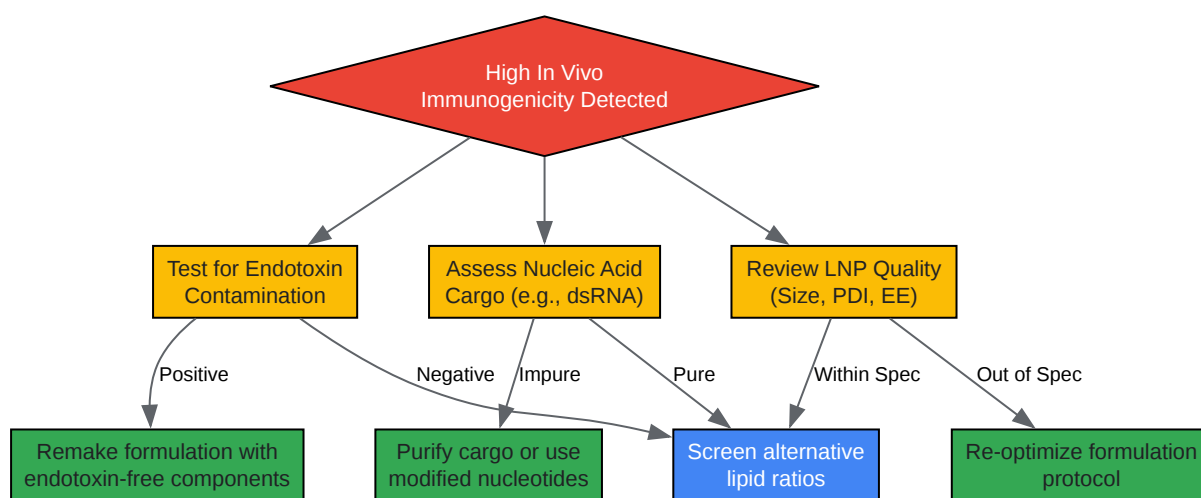 High In Vivo
Immunogenicity Detected
Test for Endotoxin
Contamination
Assess Nucleic Acid
Cargo (e.g., dsRNA)
Review LNP Quality
(Size, PDI, EE)
Positive
Negative
Impure
Pure
Within Spec
Out of Spec
Remake formulation with
endotoxin-free components
Purify cargo or use
modified nucleotides
Screen alternative
lipid ratios
Re-optimize formulation
protocol